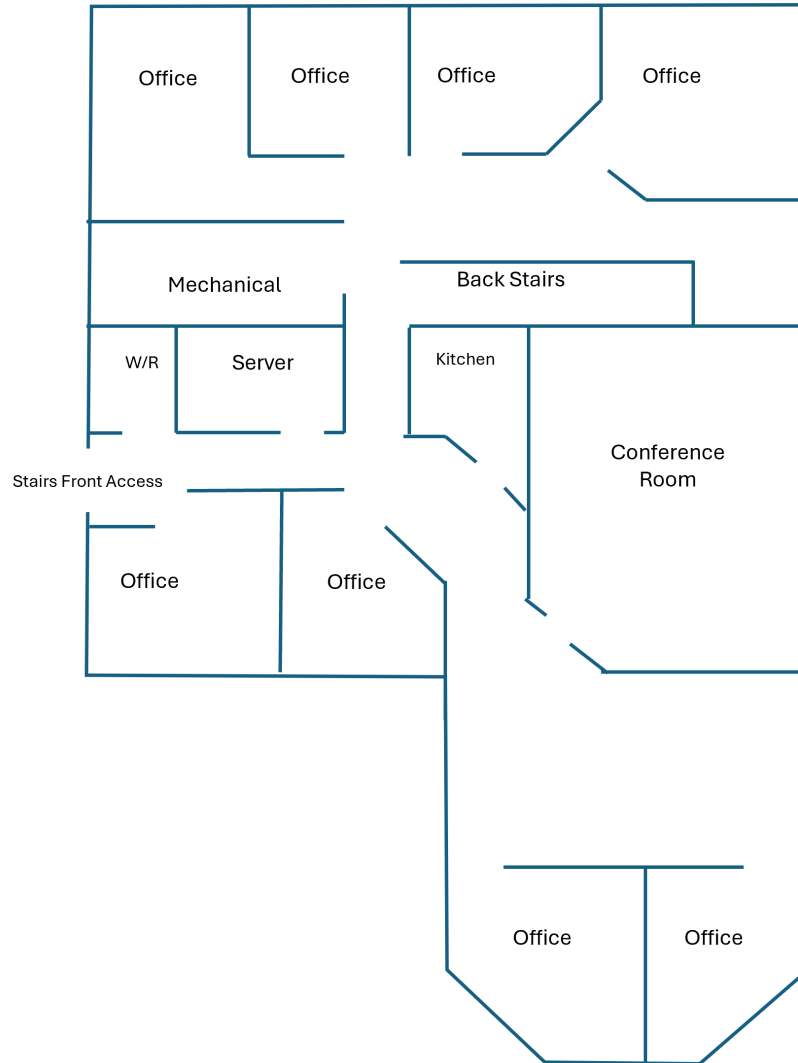 Office
Office
Office
Office
Mechanical
Back Stairs
W/R
Server
Kitchen
Conference
Room
Stairs Front Access
Office
Office
Office
Office